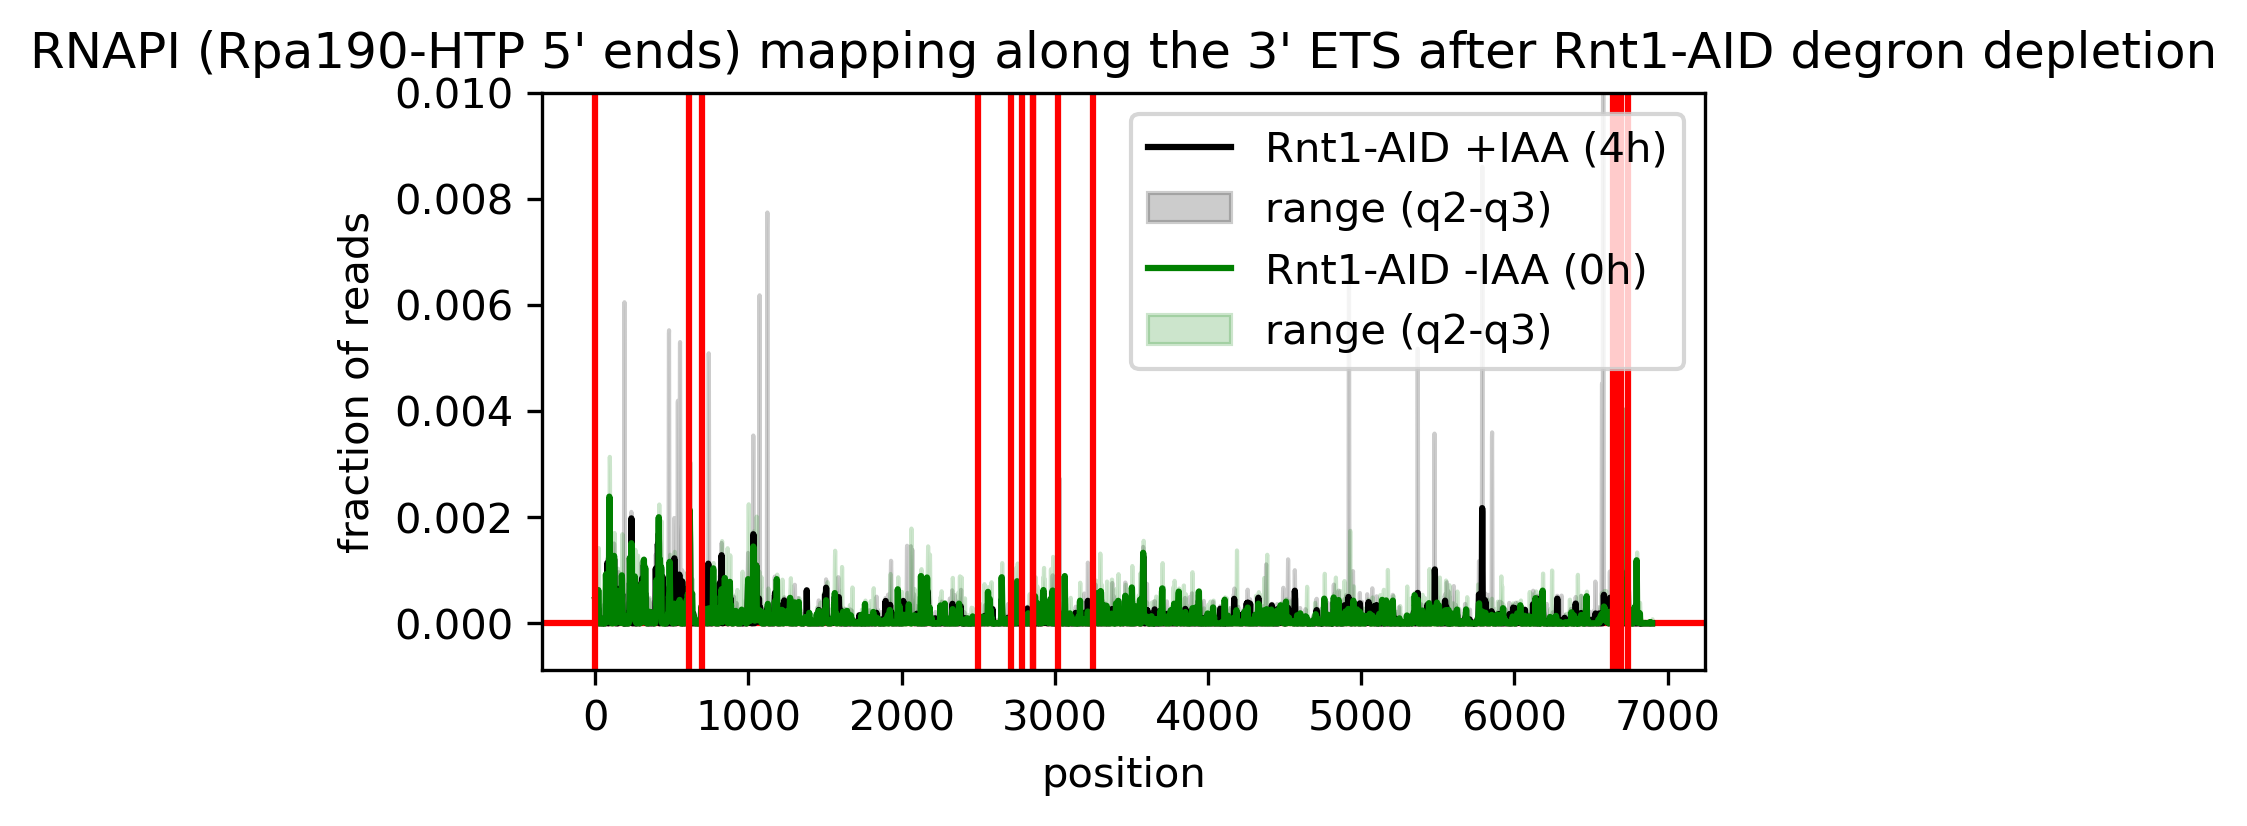 RNAPI (Rpa190-HTP 5' ends) mapping along the 3' ETS after Rnt1-AID degron depletion
0.010
0.008
0.006
0.004
0.002
0.000
fraction of reads
Rnt1-AID +IAA (4h)
range (q2-q3)
Rnt1-AID -IAA (0h)
range (q2-q3)
0 1000 2000 3000 4000 5000 6000 7000
position